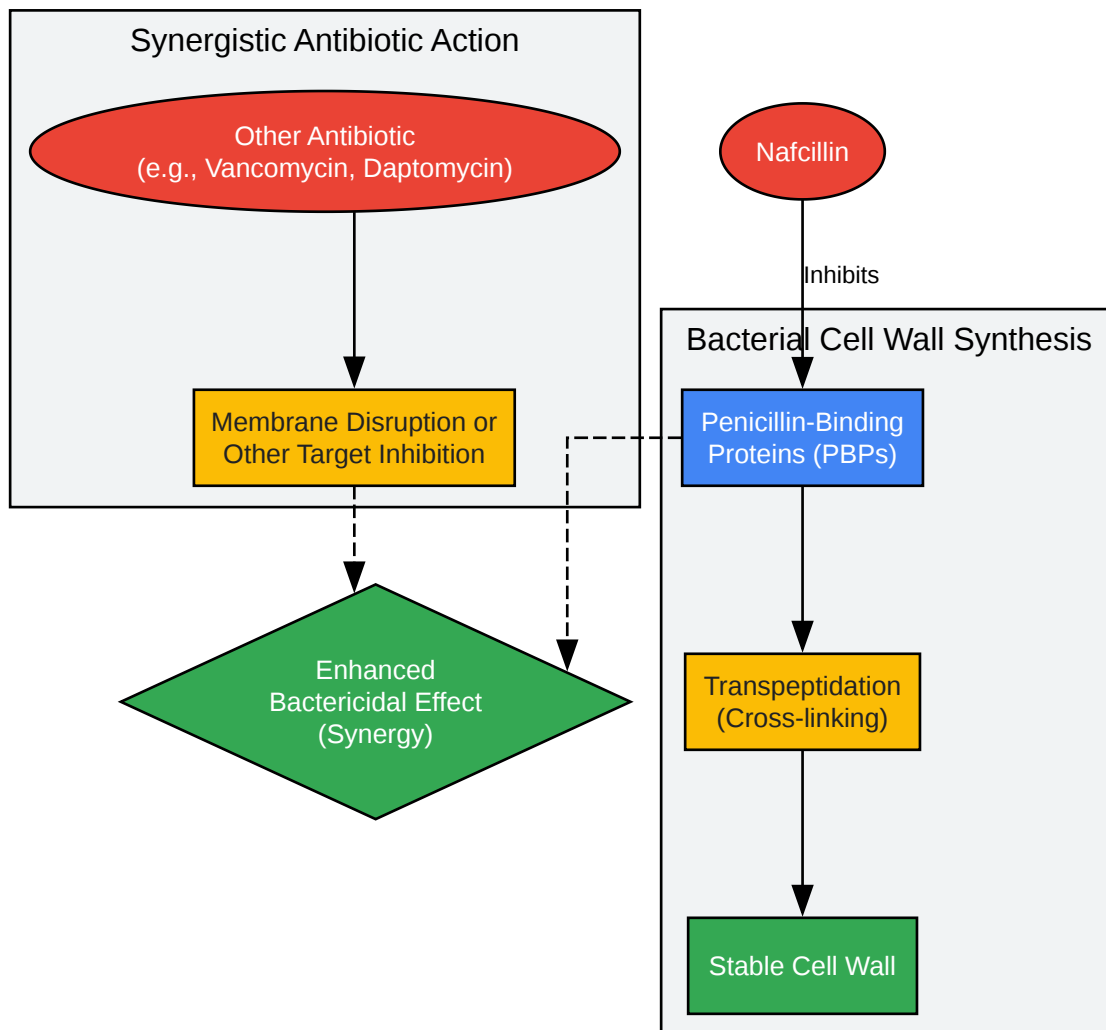 Synergistic Antibiotic Action
Other Antibiotic
(e.g., Vancomycin, Daptomycin)
Nafcillin
Inhibits
Bacterial Cell Wall Synthesis
Membrane Disruption or
Other Target Inhibition
Penicillin-Binding
Proteins (PBPs)
Enhanced
Bactericidal Effect
(Synergy)
Transpeptidation
(Cross-linking)
Stable Cell Wall